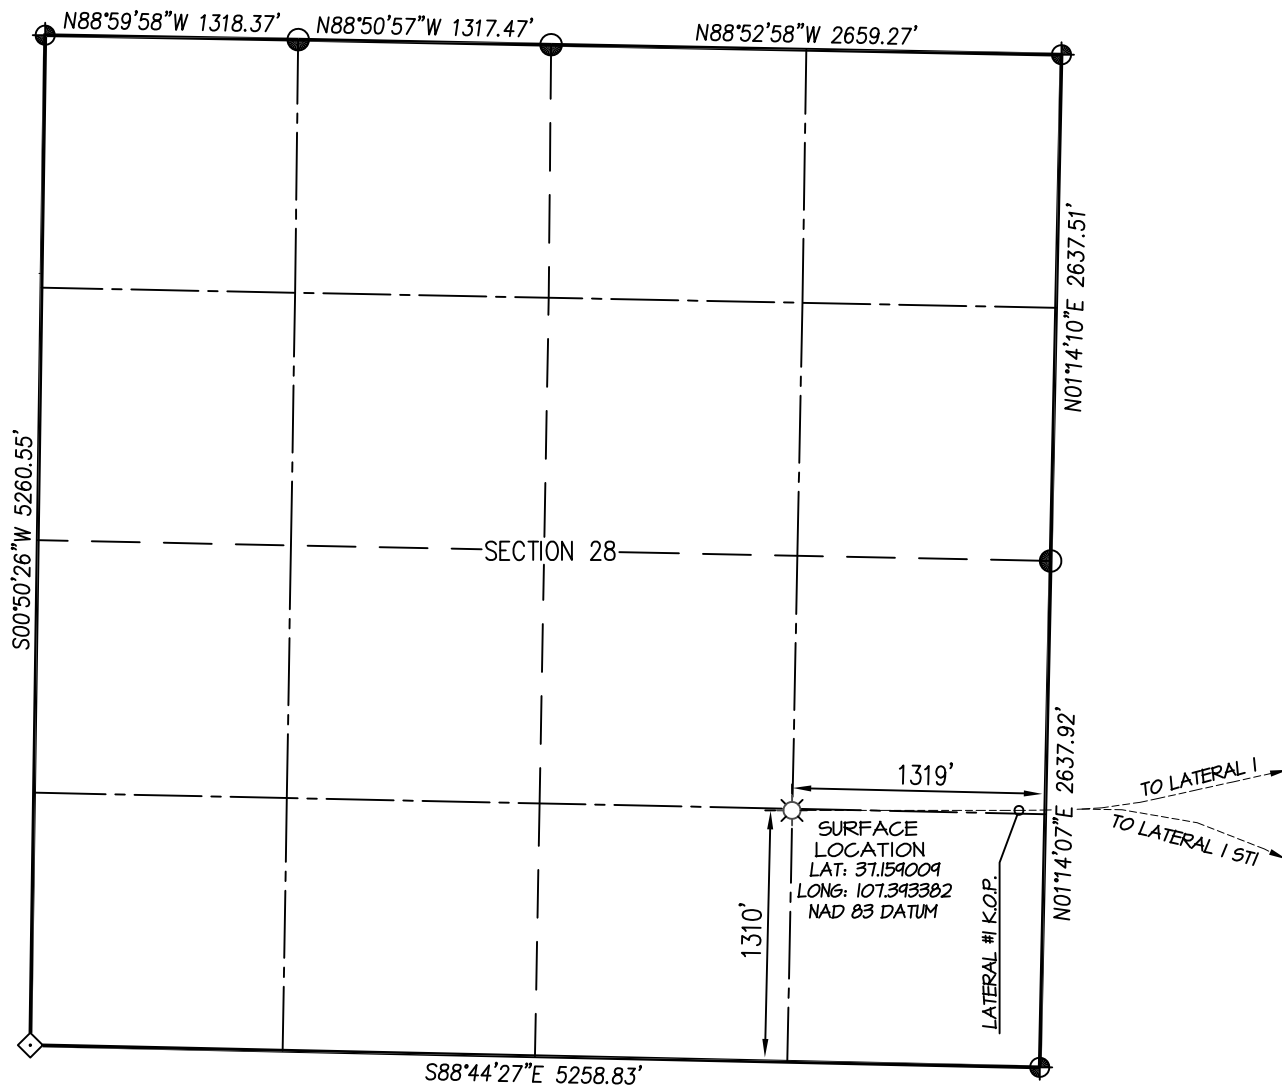 N88°59'58"W 1318.37'
N88°50'57"W 1317.47'
N88°52'58"W 2659.27'
N01°14'10"E 2637.51'
S00°50'26"W 5260.55'
SECTION 28
1319'
N01°14'07"E 2637.92'
TO LATERAL 1
TO LATERAL 1 ST1
SURFACE
LOCATION
LAT: 37.159009
LONG: 107.393382
NAD 83 DATUM
1310'
LATERAL #1 K.O.P.
S88°44'27"E 5258.83'